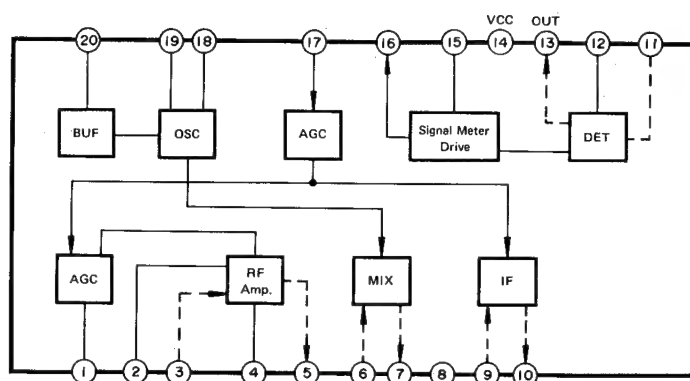 VCC OUT
20 19 18 17 16 15 14 13 12 11
BUF OSC AGC Signal Meter DET
Drive
AGC RF MIX IF
Amp.
1 2 3 4 5 6 7 8 9 10